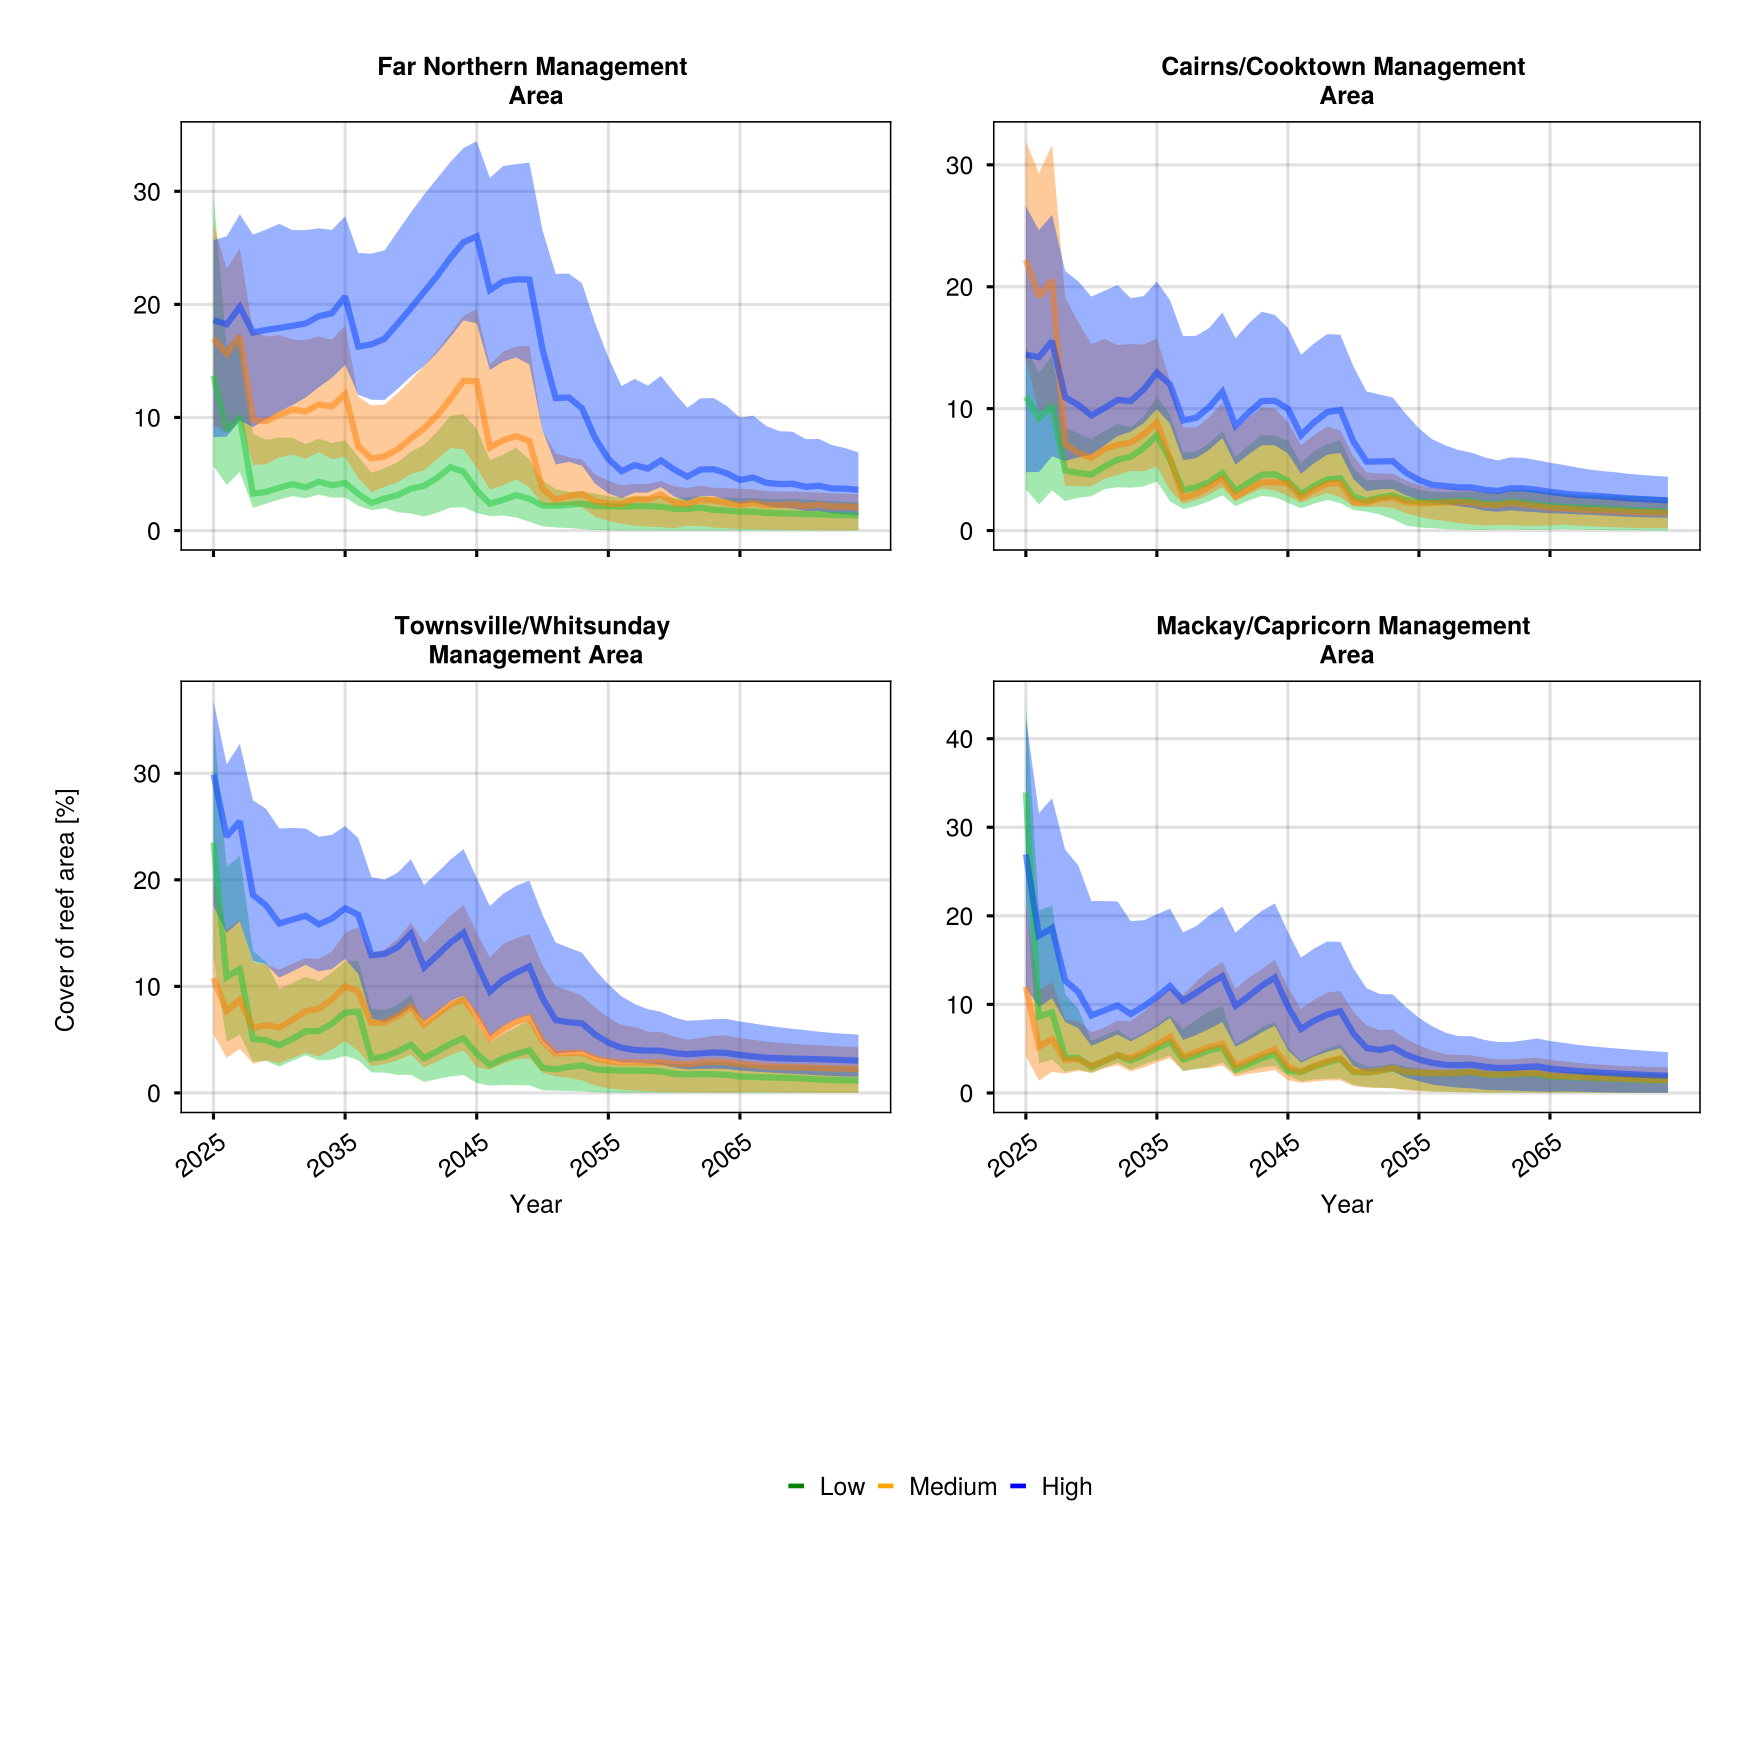 Far Northern Management
Area
Cairns/Cooktown Management
Area
30
20
10
0
30
20
10
0
Townsville/Whitsunday
Management Area
Mackay/Capricorn Management
Area
Cover of reef area [%]
30
20
10
0
40
30
20
10
0
2025
2035
2045
2055
2065
2025
2035
2045
2055
2065
Year
Year
Low
Medium
High